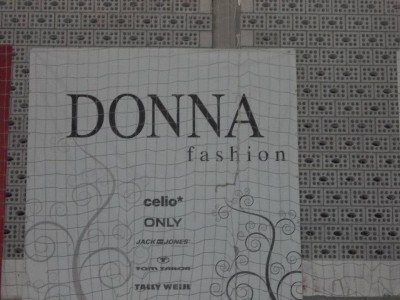 DONNA
fashion
celio*
ONLY
JACK & JONES
TOM TAILOR
TALLY WEiJL